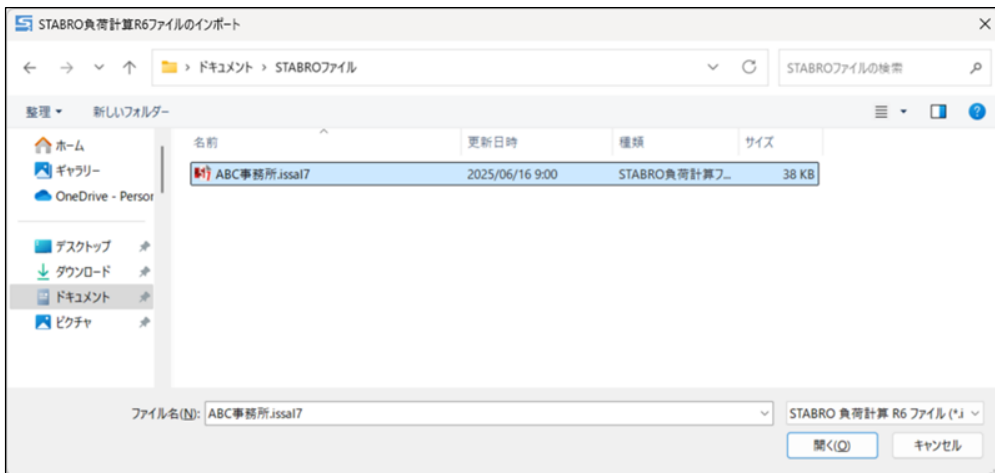 STABRO負荷計算R6ファイルのインポート
ドキュメント > STABROファイル
STABROファイルの検索
整理
新しいフォルダー
ホーム
ギャラリー
OneDrive - Person
デスクトップ
ダウンロード
ドキュメント
ピクチャ
名前 更新日時 種類 サイズ
ABC事務所.issal7 2025/06/16 9:00 STABRO負荷計算フ... 38 KB
ファイル名(N): ABC事務所.issal7
STABRO 負荷計算 R6 ファイル (*.i
開く(O)
キャンセル